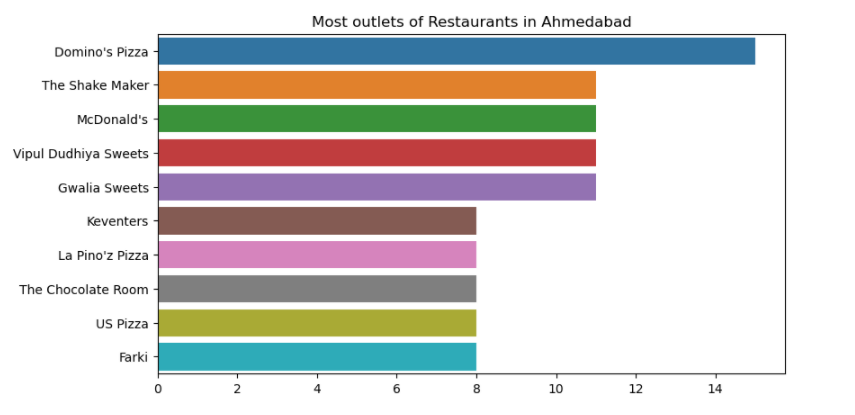 Most outlets of Restaurants in Ahmedabad
Domino's Pizza
The Shake Maker
McDonald's
Vipul Dudhiya Sweets
Gwalia Sweets
Keventers
La Pino'z Pizza
The Chocolate Room
US Pizza
Farki
0 2 4 6 8 10 12 14